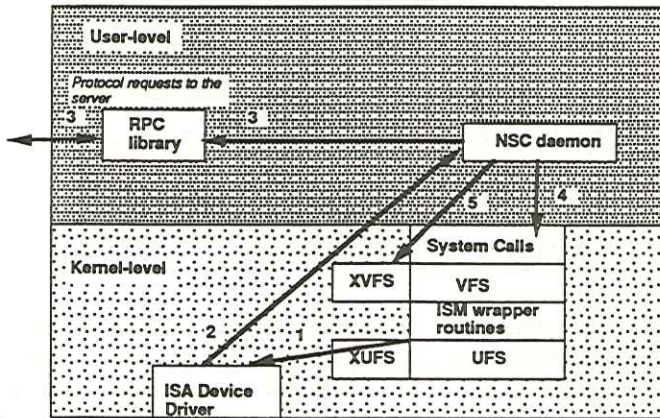 User-level
Protocol requests to the
server
3
RPC
library
3
NSC daemon
5
4
System Calls
Kernel-level
XVFS
VFS
ISM wrapper
routines
2
1
XUFS
UFS
ISA Device
Driver